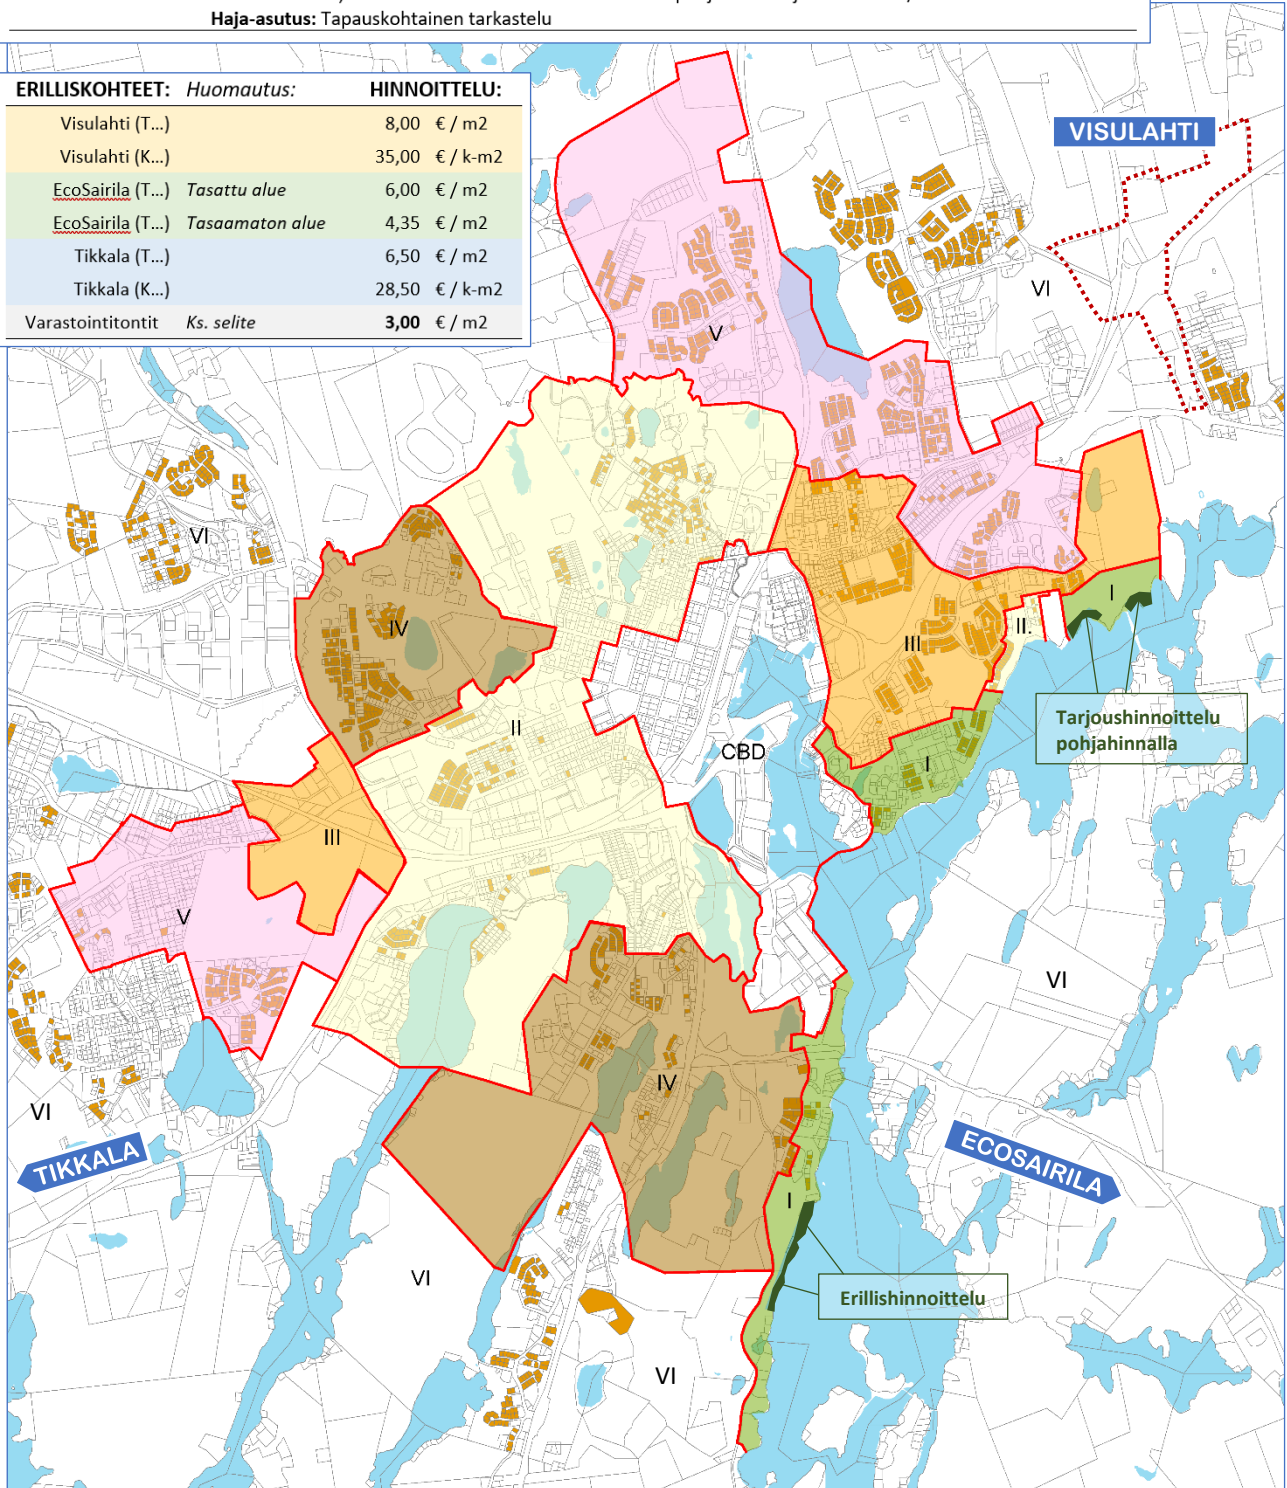 Haja-asutus: Tapauskohtainen tarkastelu
ERILLISKOHTEET: Huomautus: HINNOITTELU:
Visulahti (T...) 8,00 € / m2
Visulahti (K...) 35,00 € / k-m2
EcoSairila (T...) Tasattu alue 6,00 € / m2
EcoSairila (T...) Tasaamaton alue 4,35 € / m2
Tikkala (T...) 6,50 € / m2
Tikkala (K...) 28,50 € / k-m2
Varastointitontit Ks. selite 3,00 € / m2
VISULAHTI
VI
V
VI
I
IV
II.
III
Tarjoushinnoittelu
pohjahinnalla
II
CBD
I
III
V
VI
IV
VI
TIKKALA
ECOSAIRILA
I
VI
Erillishinnoittelu
VI